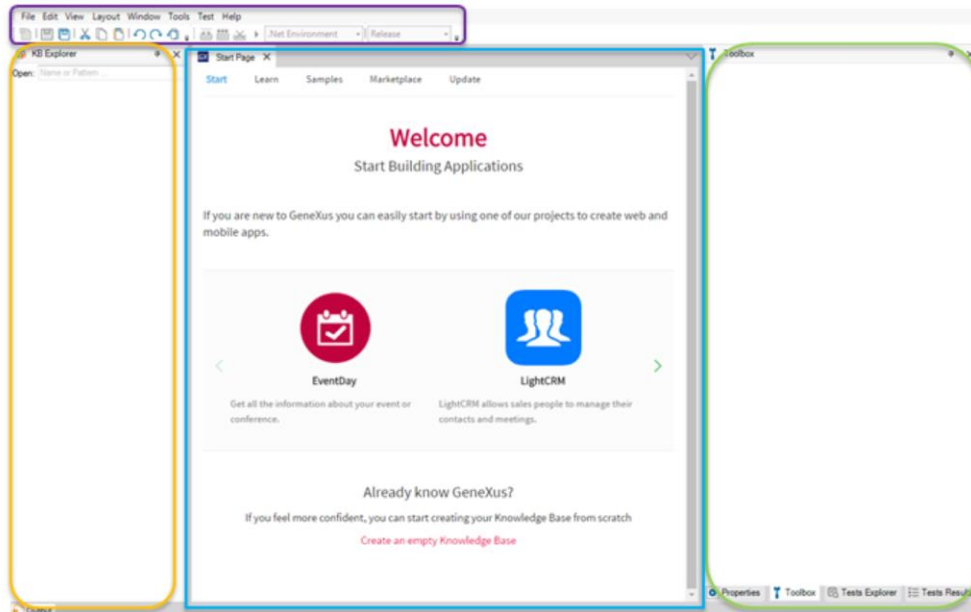 File Edit View Layout Window Tools Test Help
.Net Environment Release
KB Explorer
Open: Name or Pattern ...
Start Page
Toolbox
Start Learn Samples Marketplace Update
Welcome
Start Building Applications
If you are new to GeneXus you can easily start by using one of our projects to create web and
mobile apps.
EventDay
LightCRM
Get all the information about your event or
conference.
LightCRM allows sales people to manage their
contacts and meetings.
Already know GeneXus?
If you feel more confident, you can start creating your Knowledge Base from scratch
Create an empty Knowledge Base
Properties Toolbox Tests Explorer Tests Results
Output